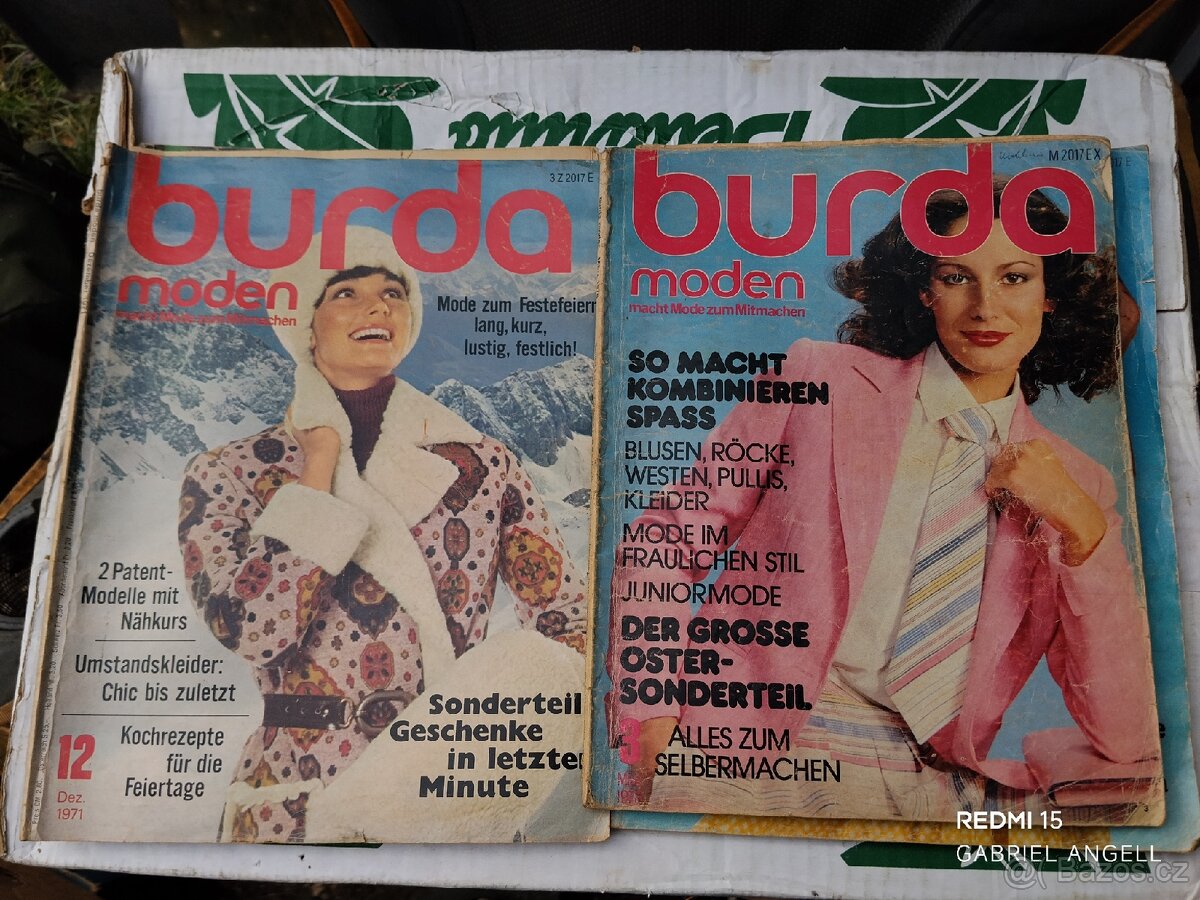 burda
3 Z 2017 E
moden
macht Mode zum Mitmachen
Mode zum Festefeiern
lang, kurz,
lustig, festlich!
2 Patent-
Modelle mit
Nähkurs
Umstandskleider:
Chic bis zuletzt
Kochrezepte
für die
Feiertage
12
Dez.
1971
Sonderteil
Geschenke
in letzter
Minute
burda
M 2017 EX
moden
macht Mode zum Mitmachen
SO MACHT
KOMBINIEREN
SPASS
BLUSEN, RÖCKE,
WESTEN, PULLIS,
KLEIDER
MODE IM
FRAULICHEN STIL
JUNIORMODE
DER GROSSE
OSTER-
SONDERTEIL
3
ALLES ZUM
SELBERMACHEN
17 E
REDMI 15
GABRIEL ANGELL
Bazos.cz